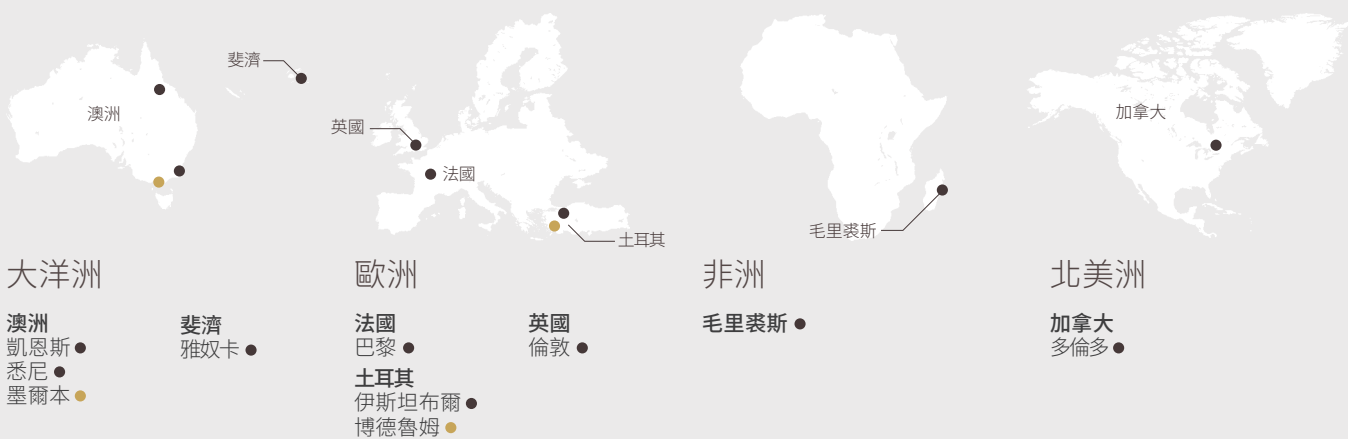 斐濟
澳洲
英國
法國
土耳其
毛里裘斯
加拿大
大洋洲
澳洲
凱恩斯
悉尼
墨爾本
斐濟
雅奴卡
歐洲
法國
巴黎
土耳其
伊斯坦布爾
博德魯姆
英國
倫敦
非洲
毛里裘斯
北美洲
加拿大
多倫多